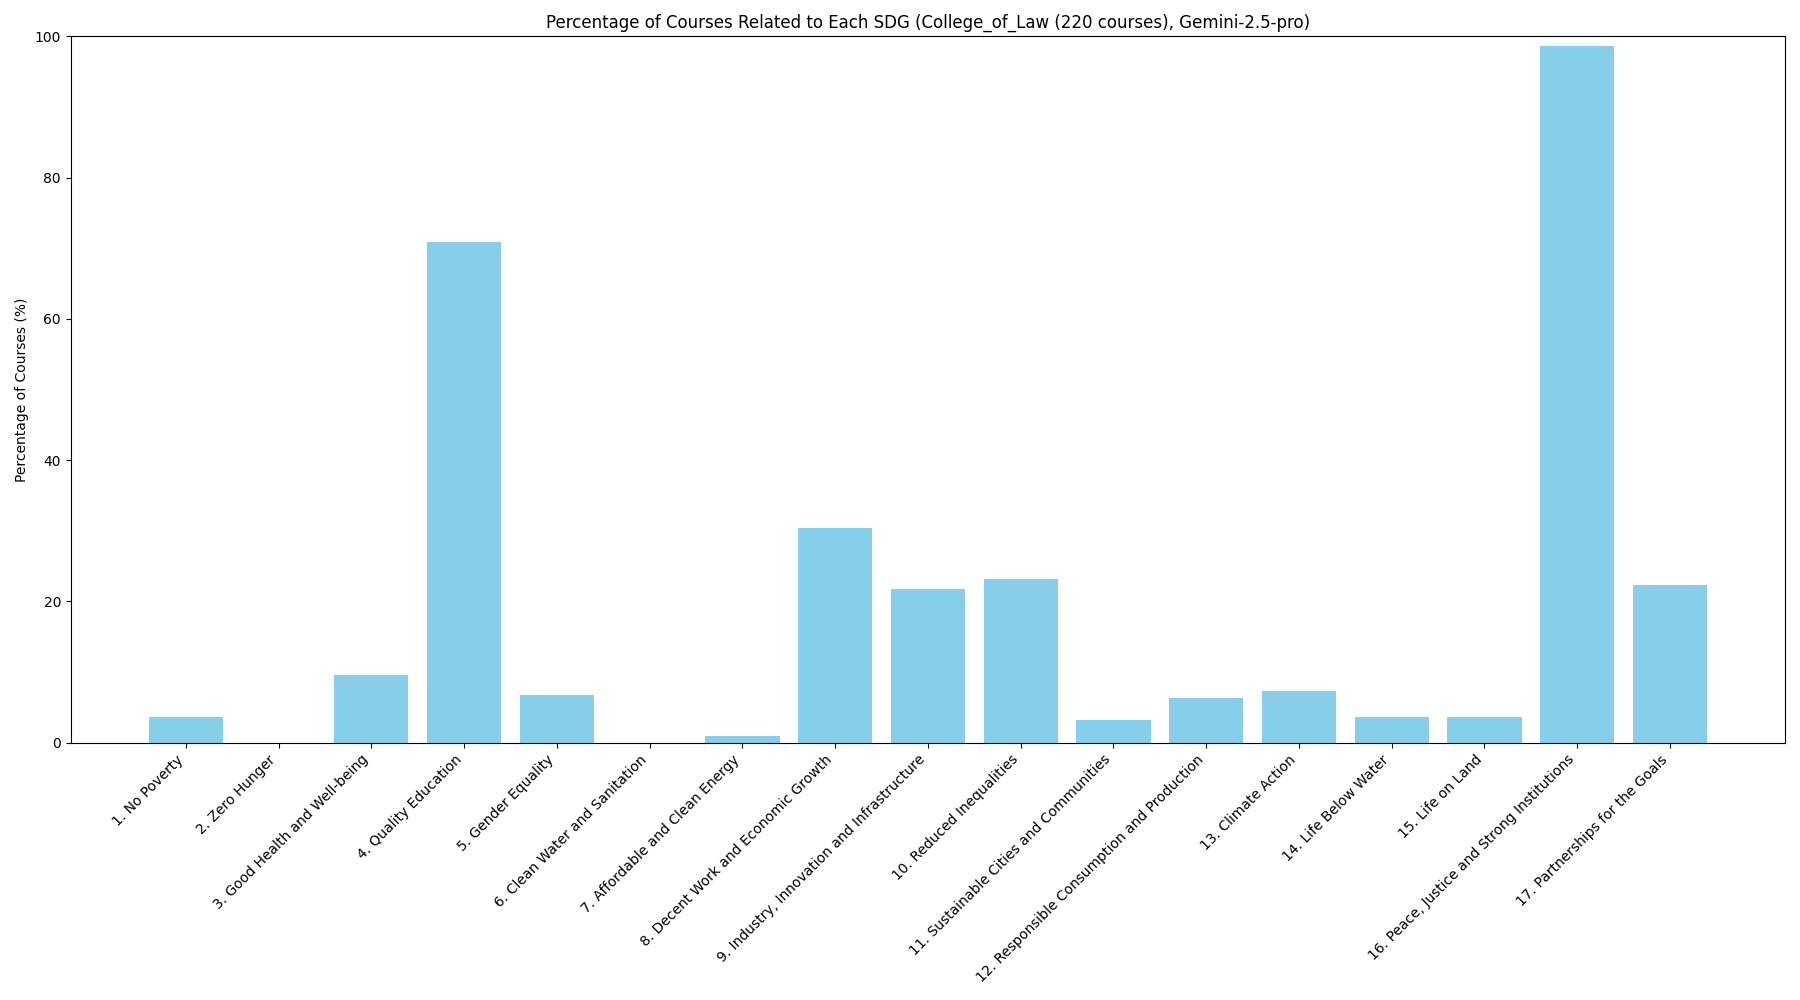 Percentage of Courses Related to Each SDG (College_of_Law (220 courses), Gemini-2.5-pro)
Percentage of Courses (%)
100
80
60
40
20
0
1. No Poverty
2. Zero Hunger
3. Good Health and Well-being
4. Quality Education
5. Gender Equality
6. Clean Water and Sanitation
7. Affordable and Clean Energy
8. Decent Work and Economic Growth
9. Industry, Innovation and Infrastructure
10. Reduced Inequalities
11. Sustainable Cities and Communities
12. Responsible Consumption and Production
13. Climate Action
14. Life Below Water
15. Life on Land
16. Peace, Justice and Strong Institutions
17. Partnerships for the Goals